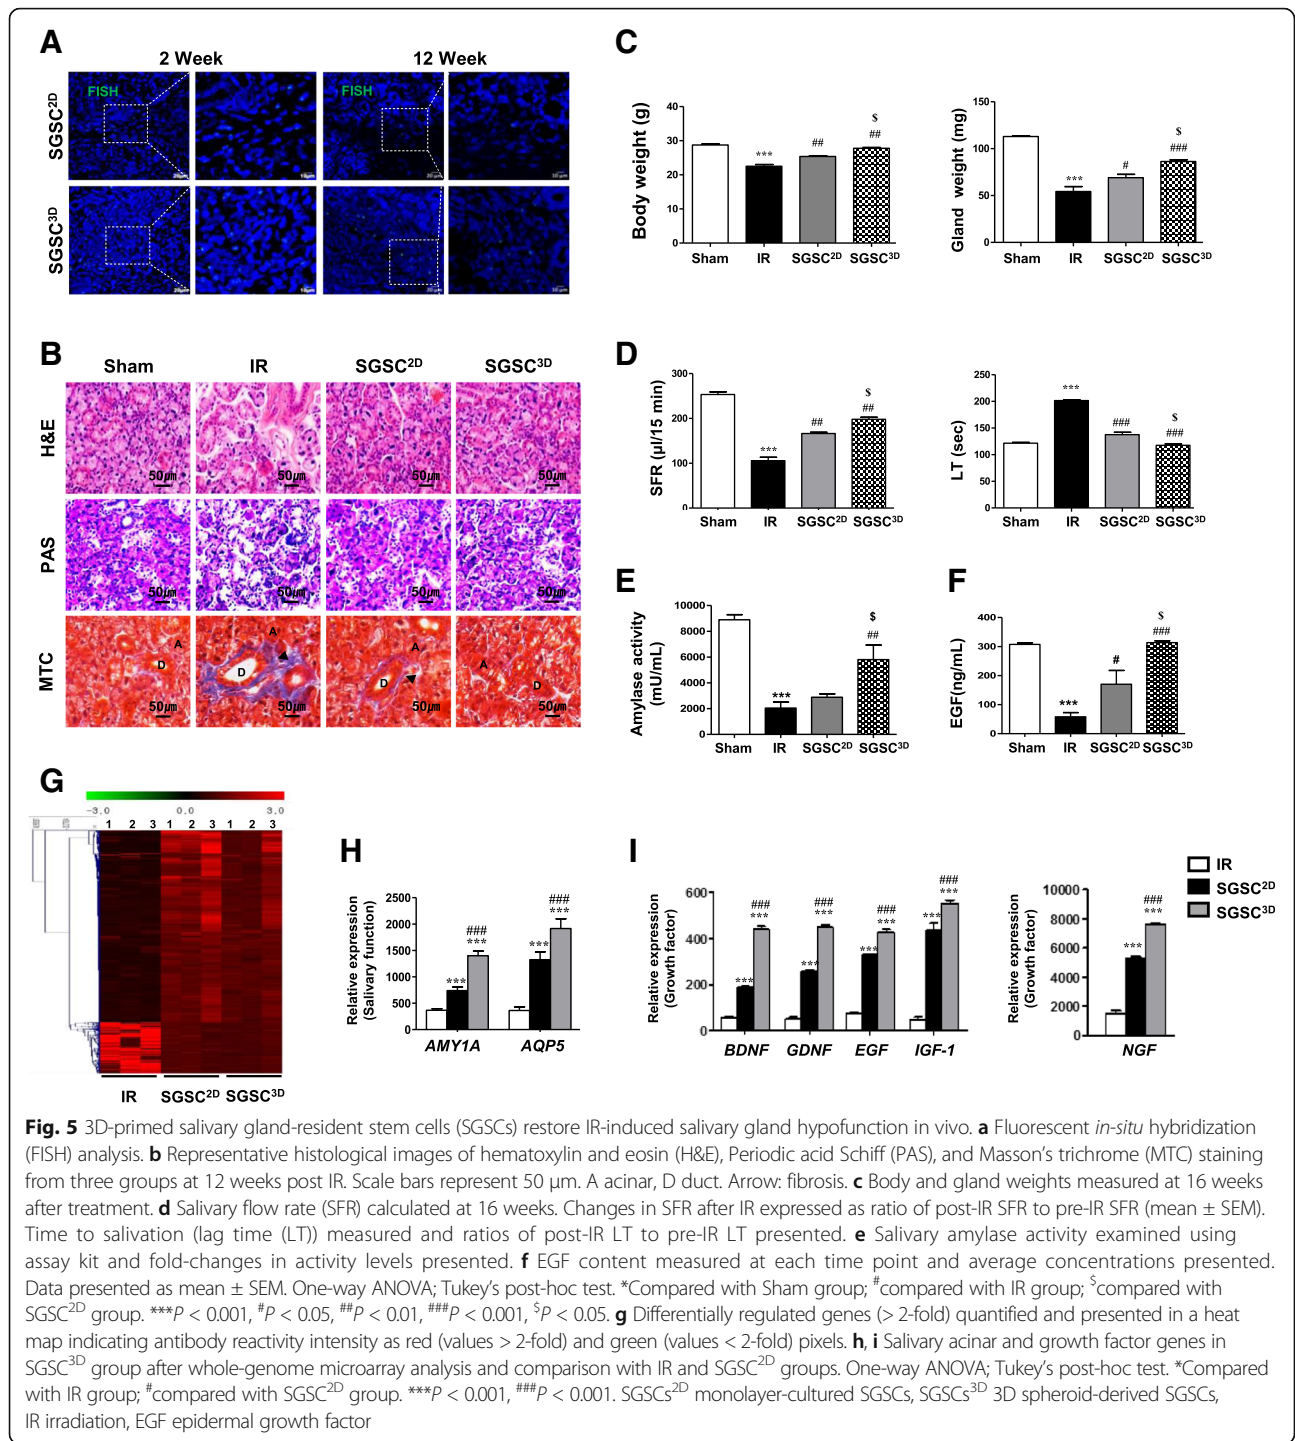 A
2 Week
12 Week
SGSC2D
SGSC3D
FISH
FISH
20μm
10μm
20μm
10μm
20μm
10μm
20μm
10μm
B
Sham
IR
SGSC2D
SGSC3D
H&E
50μm
50μm
50μm
50μm
PAS
50μm
50μm
50μm
50μm
MTC
A
D
50μm
A
D
50μm
A
D
50μm
A
D
50μm
C
Body weight (g)
40
30
20
10
0
***
##
$
##
Sham
IR
SGSC2D
SGSC3D
Gland weight (mg)
150
100
50
0
***
#
$
###
Sham
IR
SGSC2D
SGSC3D
D
SFR (μl/15 min)
300
200
100
0
***
##
$
##
Sham
IR
SGSC2D
SGSC3D
LT (sec)
250
200
150
100
50
0
***
###
$
###
Sham
IR
SGSC2D
SGSC3D
E
Amylase activity
(mU/mL)
10000
8000
6000
4000
2000
0
***
$
##
Sham
IR
SGSC2D
SGSC3D
F
EGF(ng/mL)
400
300
200
100
0
***
#
$
###
Sham
IR
SGSC2D
SGSC3D
G
-3.0
0.0
3.0
1 2 3 1 2 3 1 2 3
IR
SGSC2D
SGSC3D
H
Relative expression
(Salivary function)
2500
2000
1500
1000
500
0
***
###
***
***
###
***
AMY1A
AQP5
I
Relative expression
(Growth factor)
600
400
200
0
***
###
***
***
###
***
***
###
***
***
###
***
BDNF
GDNF
EGF
IGF-1
Relative expression
(Growth factor)
10000
8000
6000
4000
2000
0
***
###
***
NGF
IR
SGSC2D
SGSC3D
Fig. 5 3D-primed salivary gland-resident stem cells (SGSCs) restore IR-induced salivary gland hypofunction in vivo. a Fluorescent in-situ hybridization
(FISH) analysis. b Representative histological images of hematoxylin and eosin (H&E), Periodic acid Schiff (PAS), and Masson's trichrome (MTC) staining
from three groups at 12 weeks post IR. Scale bars represent 50 μm. A acinar, D duct. Arrow: fibrosis. c Body and gland weights measured at 16 weeks
after treatment. d Salivary flow rate (SFR) calculated at 16 weeks. Changes in SFR after IR expressed as ratio of post-IR SFR to pre-IR SFR (mean ± SEM).
Time to salivation (lag time (LT)) measured and ratios of post-IR LT to pre-IR LT presented. e Salivary amylase activity examined using
assay kit and fold-changes in activity levels presented. f EGF content measured at each time point and average concentrations presented.
Data presented as mean ± SEM. One-way ANOVA; Tukey's post-hoc test. *Compared with Sham group; #compared with IR group; $compared with
SGSC2D group. ***P < 0.001, #P < 0.05, ##P < 0.01, ###P < 0.001, $P < 0.05. g Differentially regulated genes (> 2-fold) quantified and presented in a heat
map indicating antibody reactivity intensity as red (values > 2-fold) and green (values < 2-fold) pixels. h, i Salivary acinar and growth factor genes in
SGSC3D group after whole-genome microarray analysis and comparison with IR and SGSC2D groups. One-way ANOVA; Tukey's post-hoc test. *Compared
with IR group; #compared with SGSC2D group. ***P < 0.001, ###P < 0.001. SGSCs2D monolayer-cultured SGSCs, SGSCs3D 3D spheroid-derived SGSCs,
IR irradiation, EGF epidermal growth factor